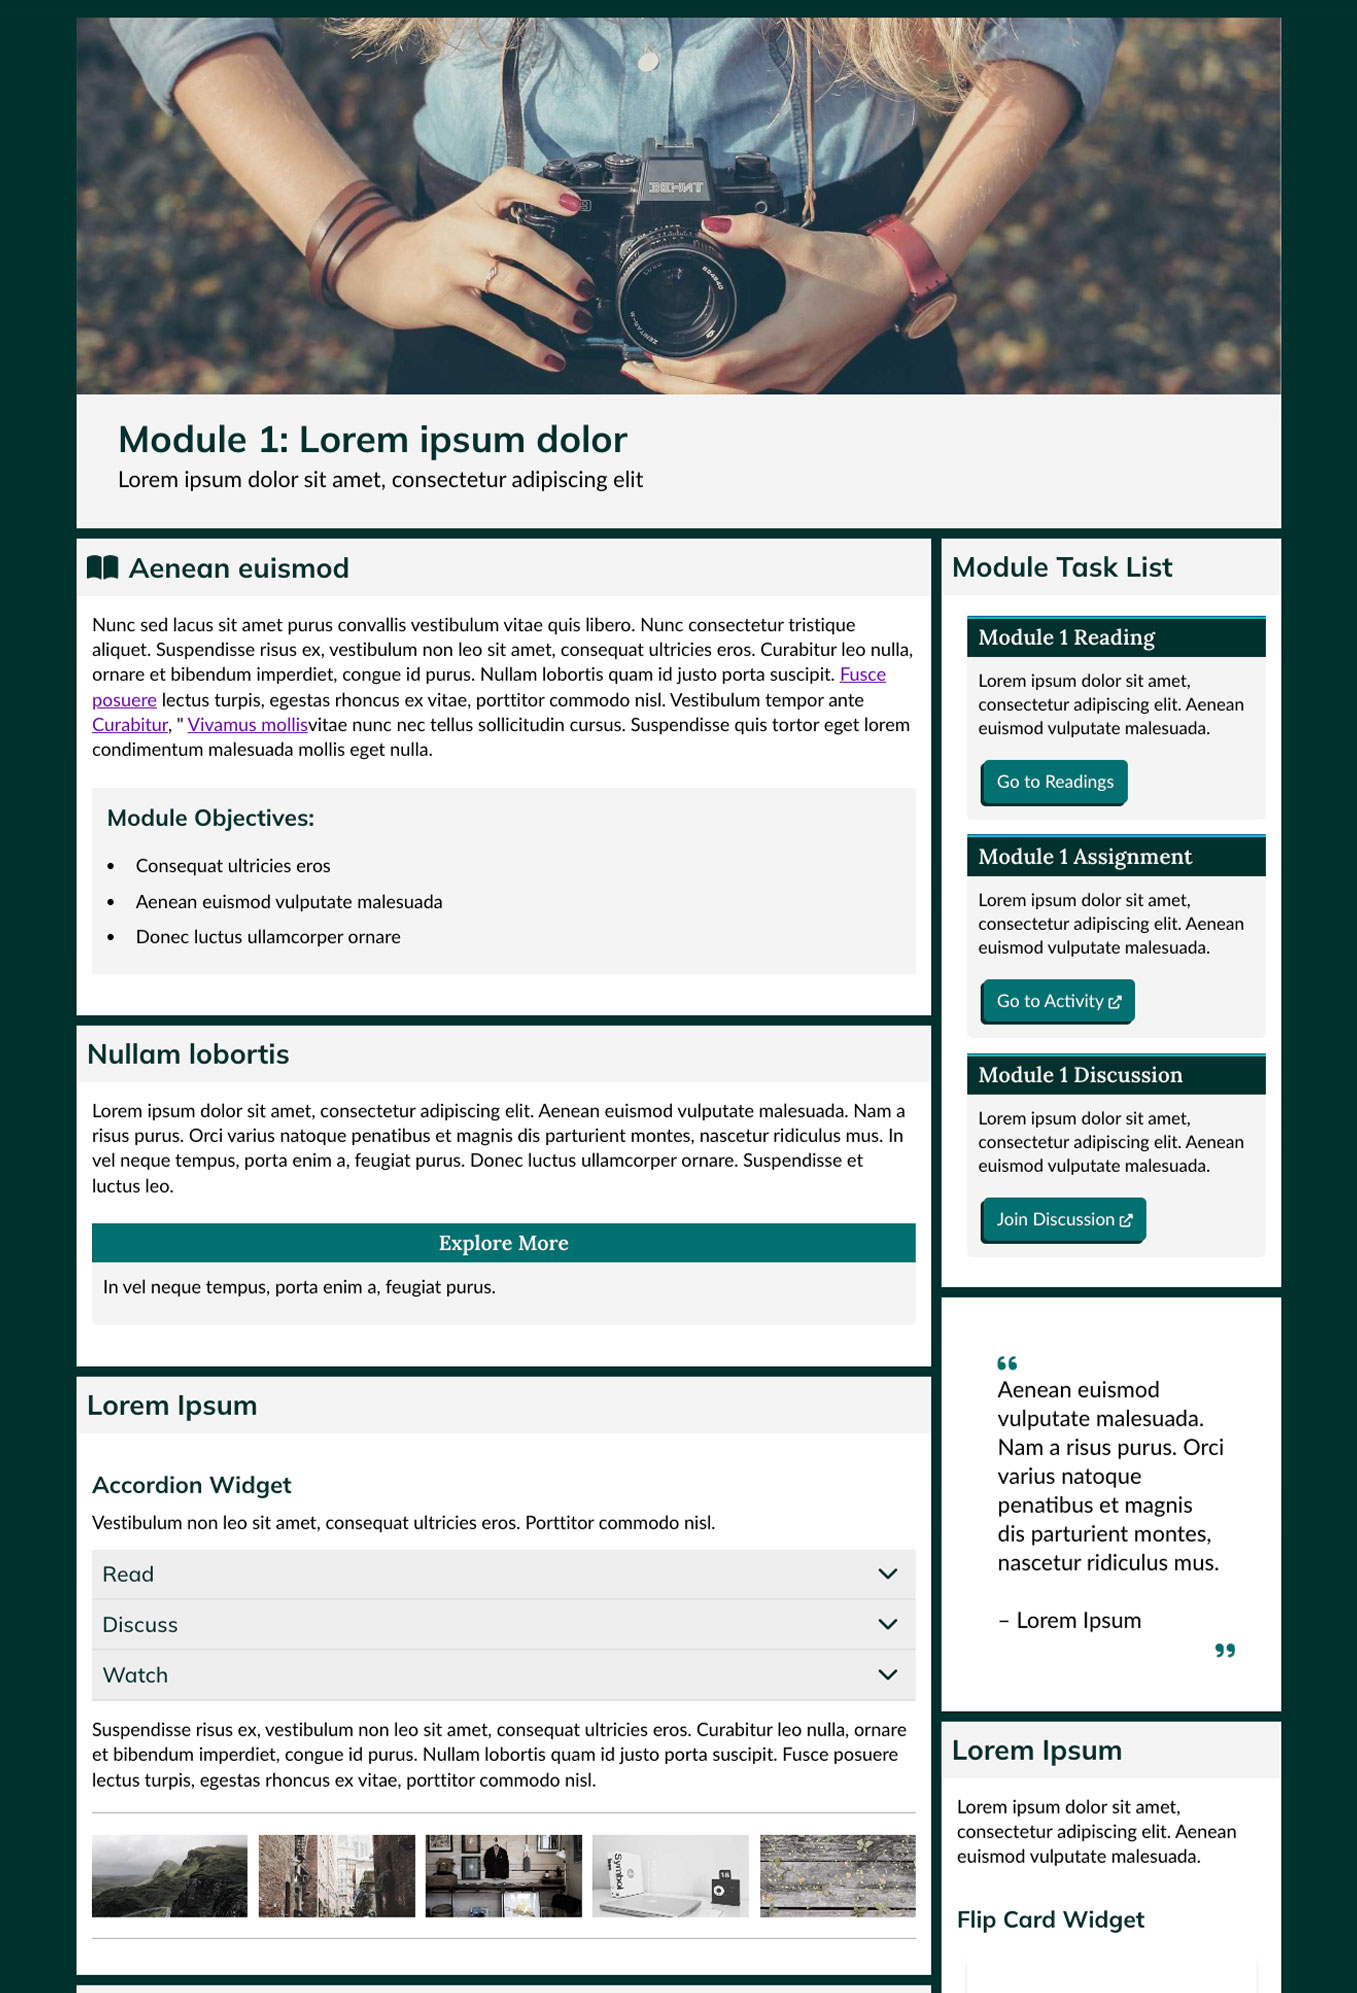 ЗЕНИТ
ZENITAR-M
Module 1: Lorem ipsum dolor
Lorem ipsum dolor sit amet, consectetur adipiscing elit
Aenean euismod
Nunc sed lacus sit amet purus convallis vestibulum vitae quis libero. Nunc consectetur tristique
aliquet. Suspendisse risus ex, vestibulum non leo sit amet, consequat ultricies eros. Curabitur leo nulla,
ornare et bibendum imperdiet, congue id purus. Nullam lobortis quam id justo porta suscipit. Fusce
posuere lectus turpis, egestas rhoncus ex vitae, porttitor commodo nisl. Vestibulum tempor ante
Curabitur, " Vivamus mollisvitae nunc nec tellus sollicitudin cursus. Suspendisse quis tortor eget lorem
condimentum malesuada mollis eget nulla.
Module Objectives:
• Consequat ultricies eros
• Aenean euismod vulputate malesuada
• Donec luctus ullamcorper ornare
Nullam lobortis
Lorem ipsum dolor sit amet, consectetur adipiscing elit. Aenean euismod vulputate malesuada. Nam a
risus purus. Orci varius natoque penatibus et magnis dis parturient montes, nascetur ridiculus mus. In
vel neque tempus, porta enim a, feugiat purus. Donec luctus ullamcorper ornare. Suspendisse et
luctus leo.
Explore More
In vel neque tempus, porta enim a, feugiat purus.
Lorem Ipsum
Accordion Widget
Vestibulum non leo sit amet, consequat ultricies eros. Porttitor commodo nisl.
Read
Discuss
Watch
Suspendisse risus ex, vestibulum non leo sit amet, consequat ultricies eros. Curabitur leo nulla, ornare
et bibendum imperdiet, congue id purus. Nullam lobortis quam id justo porta suscipit. Fusce posuere
lectus turpis, egestas rhoncus ex vitae, porttitor commodo nisl.
Symbol
Module Task List
Module 1 Reading
Lorem ipsum dolor sit amet,
consectetur adipiscing elit. Aenean
euismod vulputate malesuada.
Go to Readings
Module 1 Assignment
Lorem ipsum dolor sit amet,
consectetur adipiscing elit. Aenean
euismod vulputate malesuada.
Go to Activity
Module 1 Discussion
Lorem ipsum dolor sit amet,
consectetur adipiscing elit. Aenean
euismod vulputate malesuada.
Join Discussion
“
Aenean euismod
vulputate malesuada.
Nam a risus purus. Orci
varius natoque
penatibus et magnis
dis parturient montes,
nascetur ridiculus mus.
– Lorem Ipsum
”
Lorem Ipsum
Lorem ipsum dolor sit amet,
consectetur adipiscing elit. Aenean
euismod vulputate malesuada.
Flip Card Widget